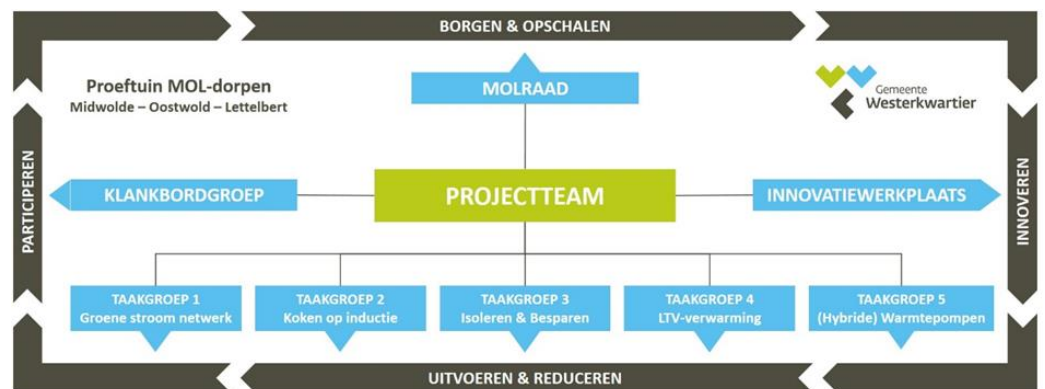 BORGEN & OPSCHALEN
Proeftuin MOL-dorpen
Midwolde – Oostwold – Lettelbert
MOLRAAD
Gemeente
Westerkwartier
PARTICIPEREN
KLANKBORDGROEP
PROJECTTEAM
INNOVATIEWERKPLAATS
INNOVEREN
TAAKGROEP 1
Groene stroom netwerk
TAAKGROEP 2
Koken op inductie
TAAKGROEP 3
Isoleren & Besparen
TAAKGROEP 4
LTV-verwarming
TAAKGROEP 5
(Hybride) Warmtepompen
UITVOEREN & REDUCEREN